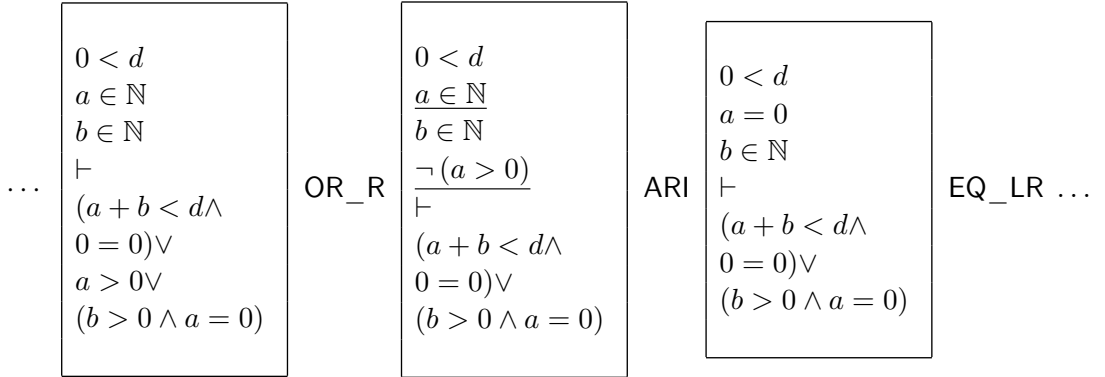 · · ·
0 < d
a ∈ ℕ
b ∈ ℕ
⊢
(a + b < d∧
0 = 0)∨
a > 0∨
(b > 0 ∧ a = 0)
OR_R
0 < d
a ∈ ℕ
b ∈ ℕ
¬ (a > 0)
⊢
(a + b < d∧
0 = 0)∨
(b > 0 ∧ a = 0)
ARI
0 < d
a = 0
b ∈ ℕ
⊢
(a + b < d∧
0 = 0)∨
(b > 0 ∧ a = 0)
EQ_LR . . .